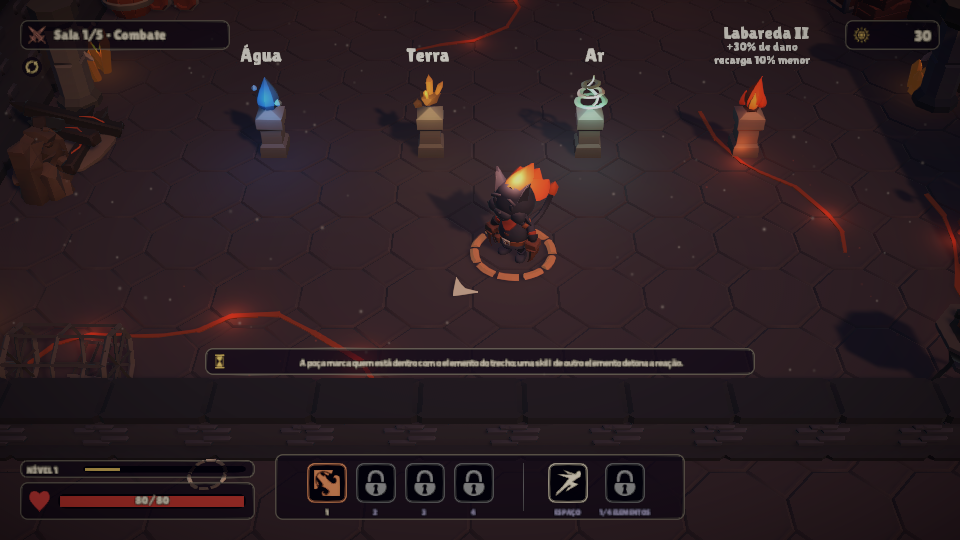 Sala 1/5 - Combate
30
Água
Terra
Ar
Labareda II
+30% de dano
recarga 10% menor
A poça marca quem está dentro com o elemento do trecho; uma skill de outro elemento detona a reação.
NÍVEL 1
80/80
1
2
3
4
ESPAÇO
1/4 ELEMENTOS